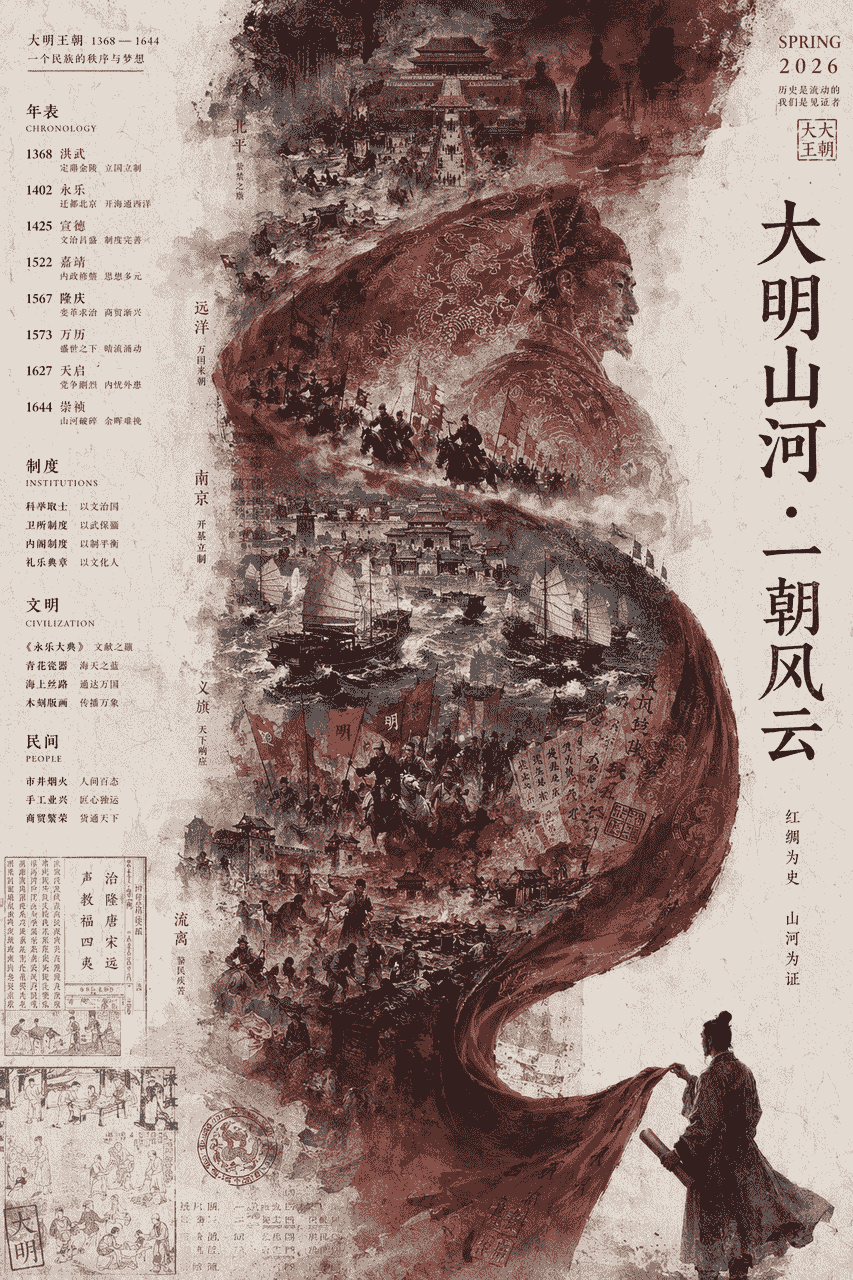 大明王朝 1368 — 1644
一个民族的秩序与梦想
年表
CHRONOLOGY
1368 洪武
定鼎金陵 立国立制
1402 永乐
迁都北京 开海通西洋
1425 宣德
文治昌盛 制度完善
1522 嘉靖
内政修整 思想多元
1567 隆庆
变革求治 商贸渐兴
1573 万历
盛世之下 暗流涌动
1627 天启
党争剧烈 内忧外患
1644 崇祯
山河破碎 余晖难挽
制度
INSTITUTIONS
科举取士 以文治国
卫所制度 以武保疆
内阁制度 以制平衡
礼乐典章 以文化人
文明
CIVILIZATION
《永乐大典》 文献之巅
青花瓷器 海天之蓝
海上丝路 通达万国
木刻版画 传播万象
民间
PEOPLE
市井烟火 人间百态
手工业兴 匠心独运
商贸繁荣 货通天下
治隆唐宋远
声教福四夷
大明
北平
紫禁之巅
远洋
万国来朝
南京
开基立制
义旗
天下响应
流离
黎民疾苦
明
明
SPRING
2026
历史是流动的
我们是见证者
大大
王朝
大明山河·一朝风云
红绸为史 山河为证